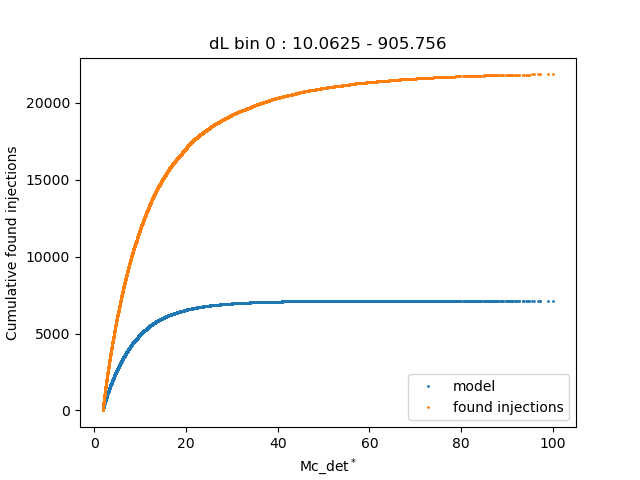 dL bin 0 : 10.0625 - 905.756
Cumulative found injections
20000
15000
10000
5000
0
model
found injections
0 20 40 60 80 100
Mc_det*